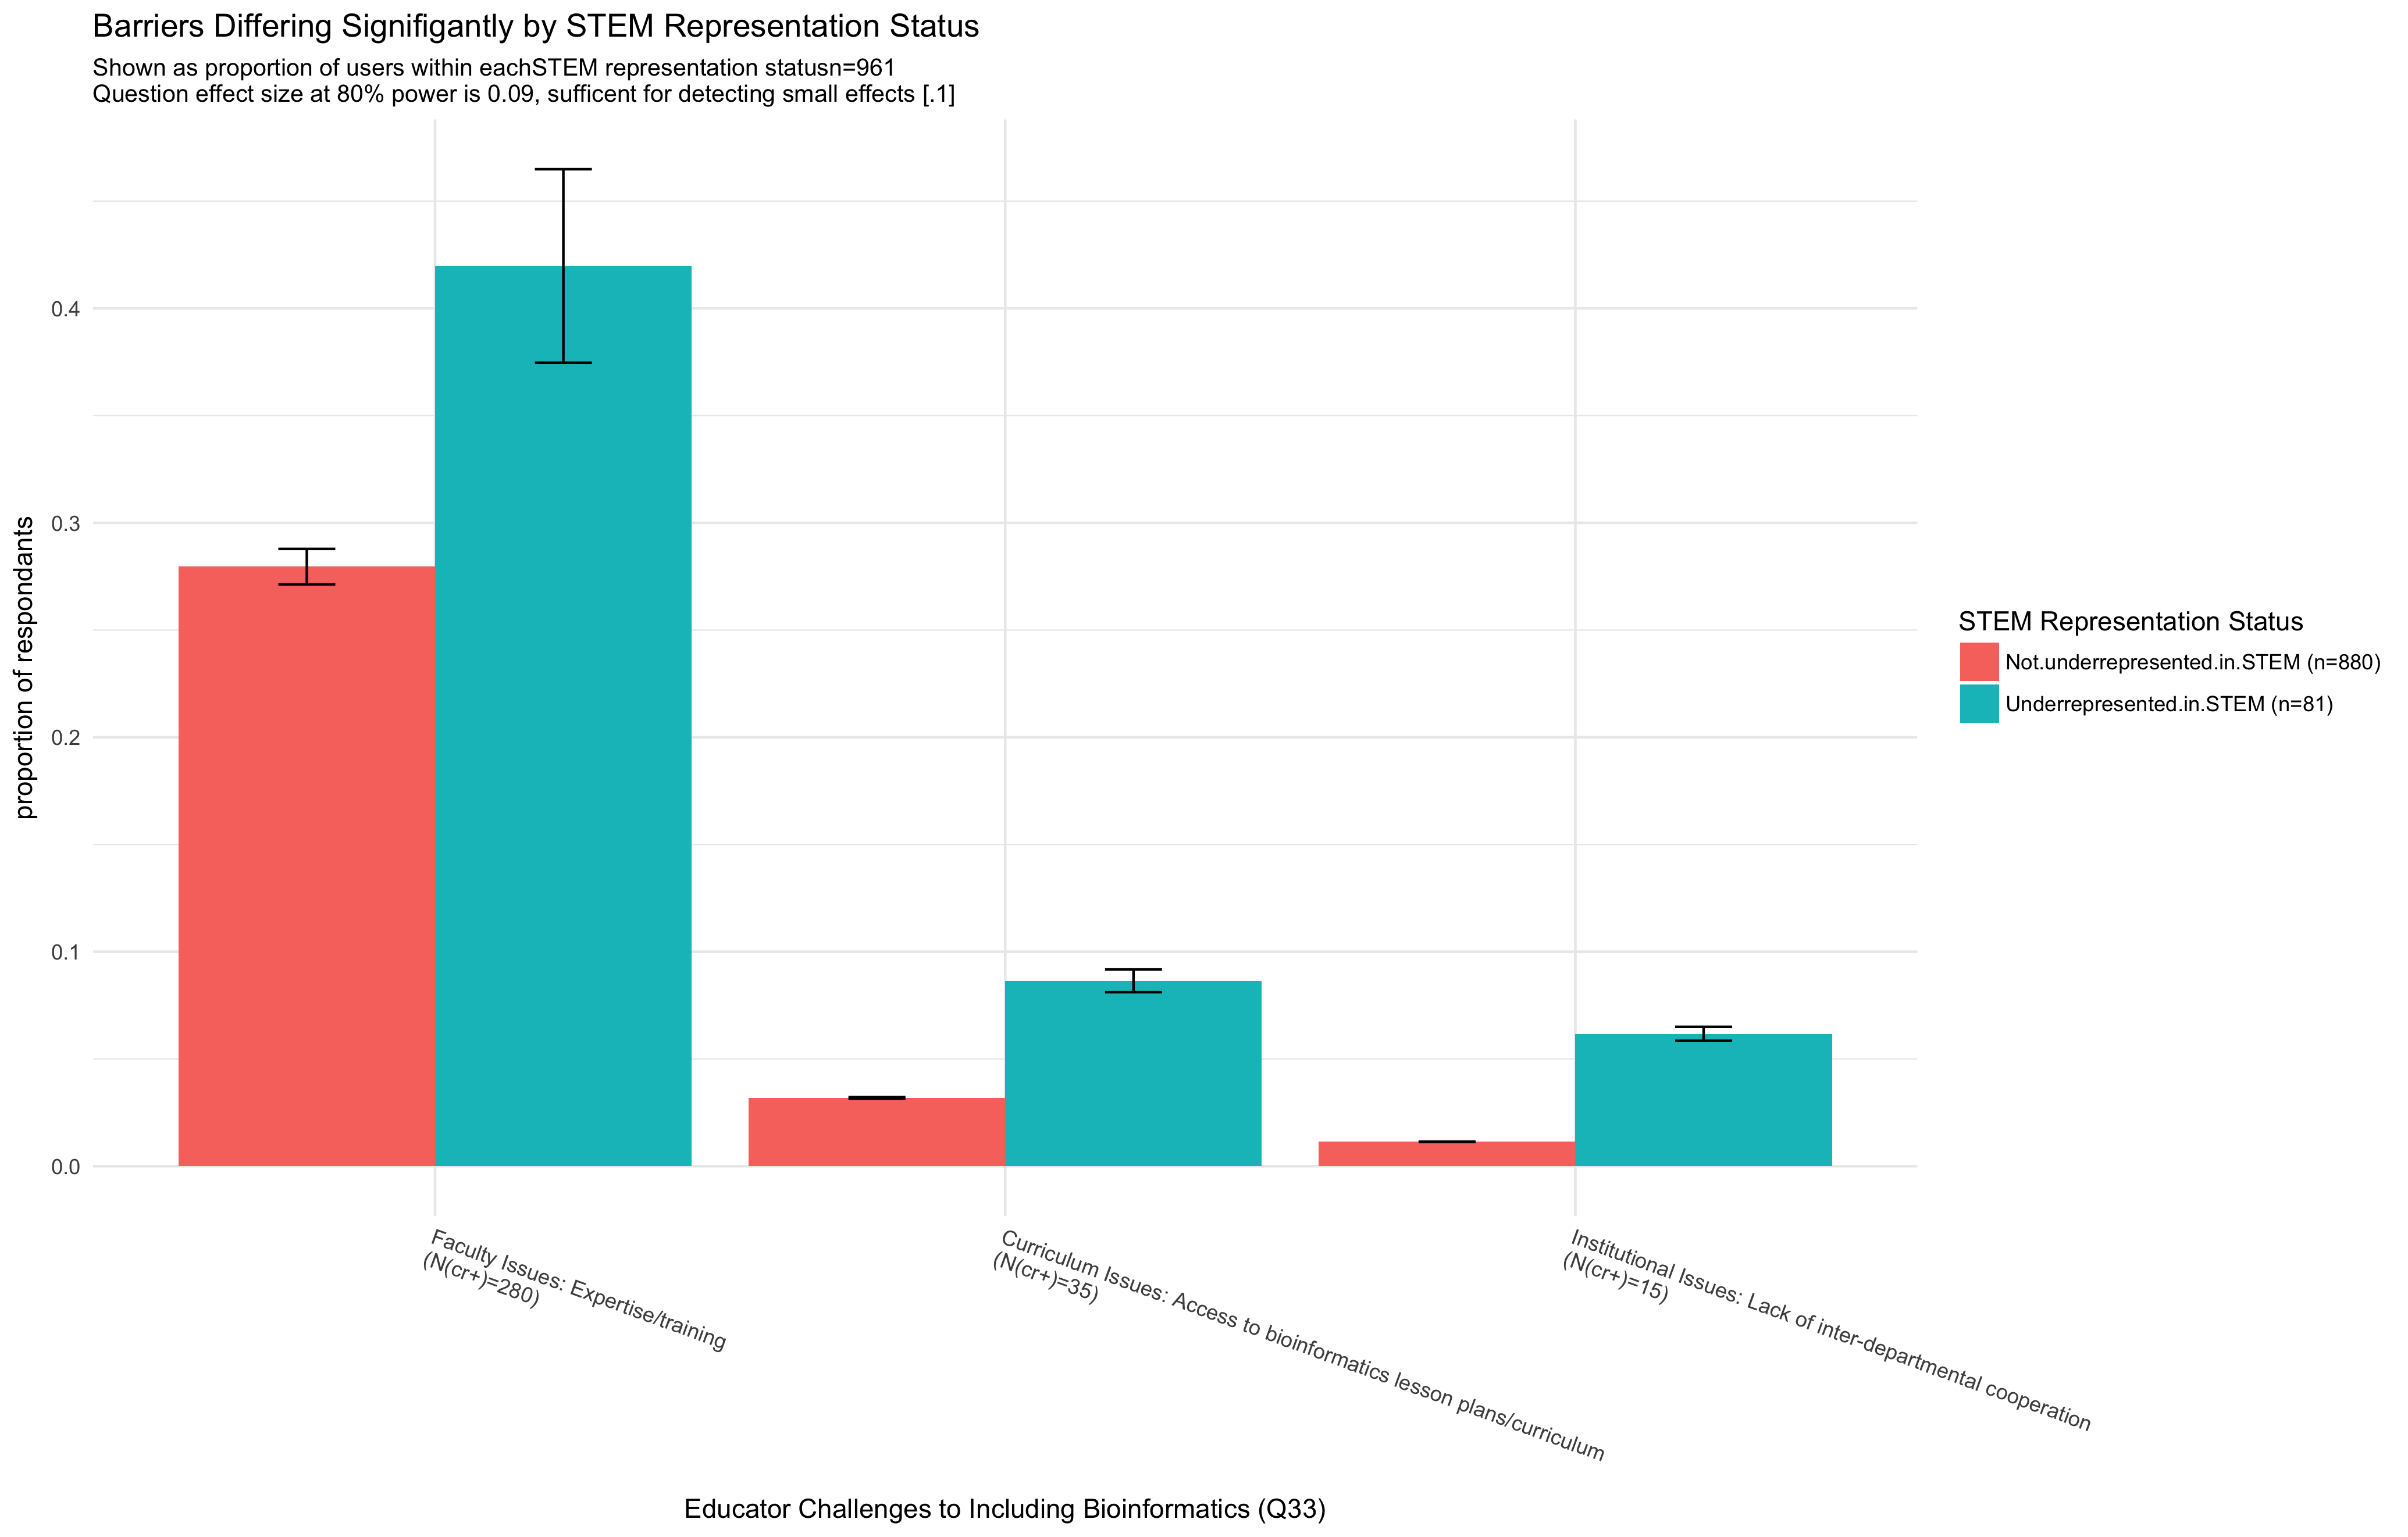 Barriers Differing Signifigantly by STEM Representation Status
Shown as proportion of users within eachSTEM representation statusn=961
Question effect size at 80% power is 0.09, sufficent for detecting small effects [.1]
proportion of respondants
0.4
0.3
0.2
0.1
0.0
STEM Representation Status
Not.underrepresented.in.STEM (n=880)
Underrepresented.in.STEM (n=81)
Faculty Issues: Expertise/training
(N(cr+)=280)
Curriculum Issues: Access to bioinformatics lesson plans/curriculum
(N(cr+)=35)
Institutional Issues: Lack of inter-departmental cooperation
(N(cr+)=15)
Educator Challenges to Including Bioinformatics (Q33)